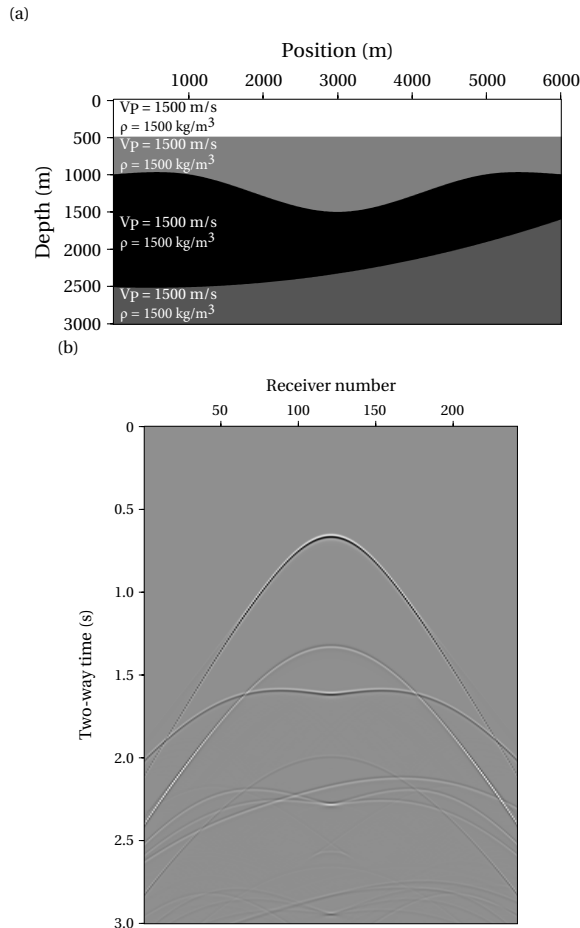 (a)
Position (m)
1000 2000 3000 4000 5000 6000
0
VP = 1500 m/s
ρ = 1500 kg/m³
500
VP = 1500 m/s
ρ = 1500 kg/m³
1000
Depth (m)
1500
VP = 1500 m/s
ρ = 1500 kg/m³
2000
2500
VP = 1500 m/s
ρ = 1500 kg/m³
3000
(b)
Receiver number
50 100 150 200
0
0.5
1.0
1.5
Two-way time (s)
2.0
2.5
3.0